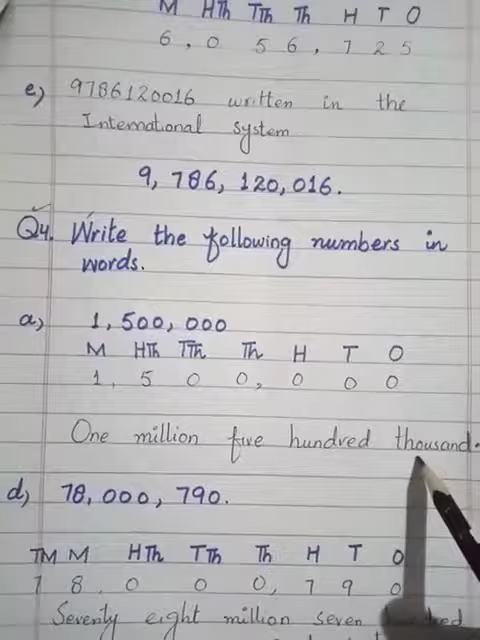 M HTh TTh Th H T O
6, 0 5 6, 7 2 5
e) 9786120016 written in the
International system
9, 786, 120, 016.
Q4. Write the following numbers in
words.
a) 1, 500, 000
M HTh TTh Th H T O
1, 5 0 0, 0 0 0
One million five hundred thousand.
d) 78, 000, 790.
TM M HTh TTh Th H T O
7 8, 0 0 0, 7 9 0
Seventy eight million seven hundred